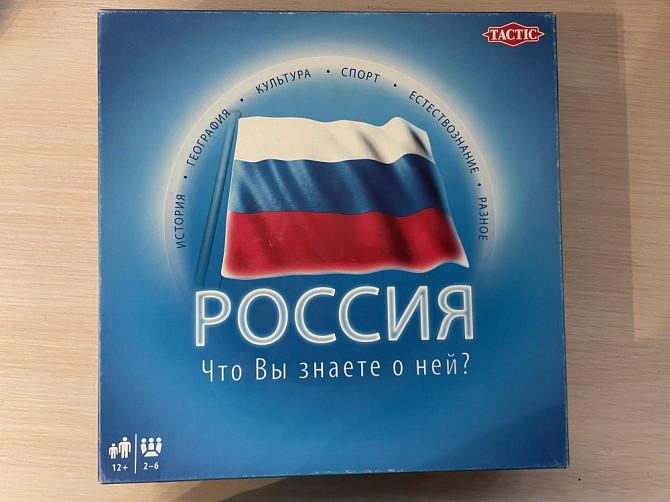 TACTIC
ИСТОРИЯ • ГЕОГРАФИЯ • КУЛЬТУРА • СПОРТ • ЕСТЕСТВОЗНАНИЕ • РАЗНОЕ
РОССИЯ
Что Вы знаете о ней?
12+ 2-6